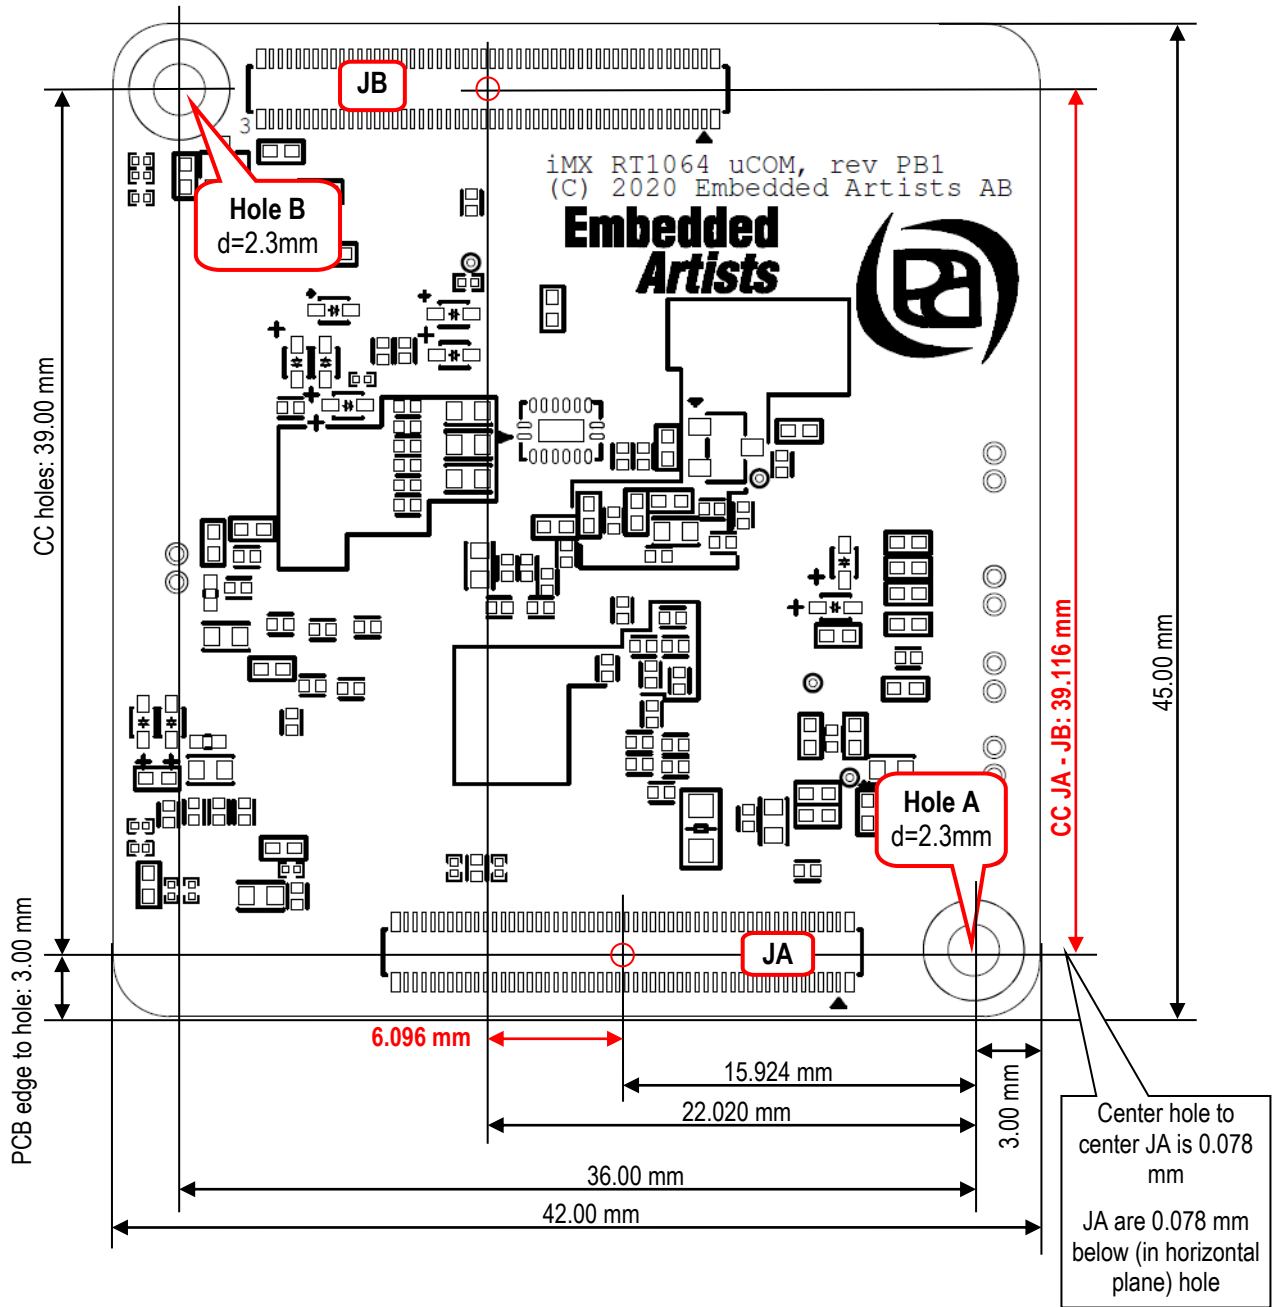 JB
3
iMX RT1064 uCOM, rev PB1
(C) 2020 Embedded Artists AB
Hole B
d=2.3mm
Embedded
Artists
CC holes: 39.00 mm
CC JA - JB: 39.116 mm
45.00 mm
Hole A
d=2.3mm
JA
PCB edge to hole: 3.00 mm
6.096 mm
15.924 mm
22.020 mm
3.00 mm
36.00 mm
42.00 mm
Center hole to
center JA is 0.078
mm
JA are 0.078 mm
below (in horizontal
plane) hole